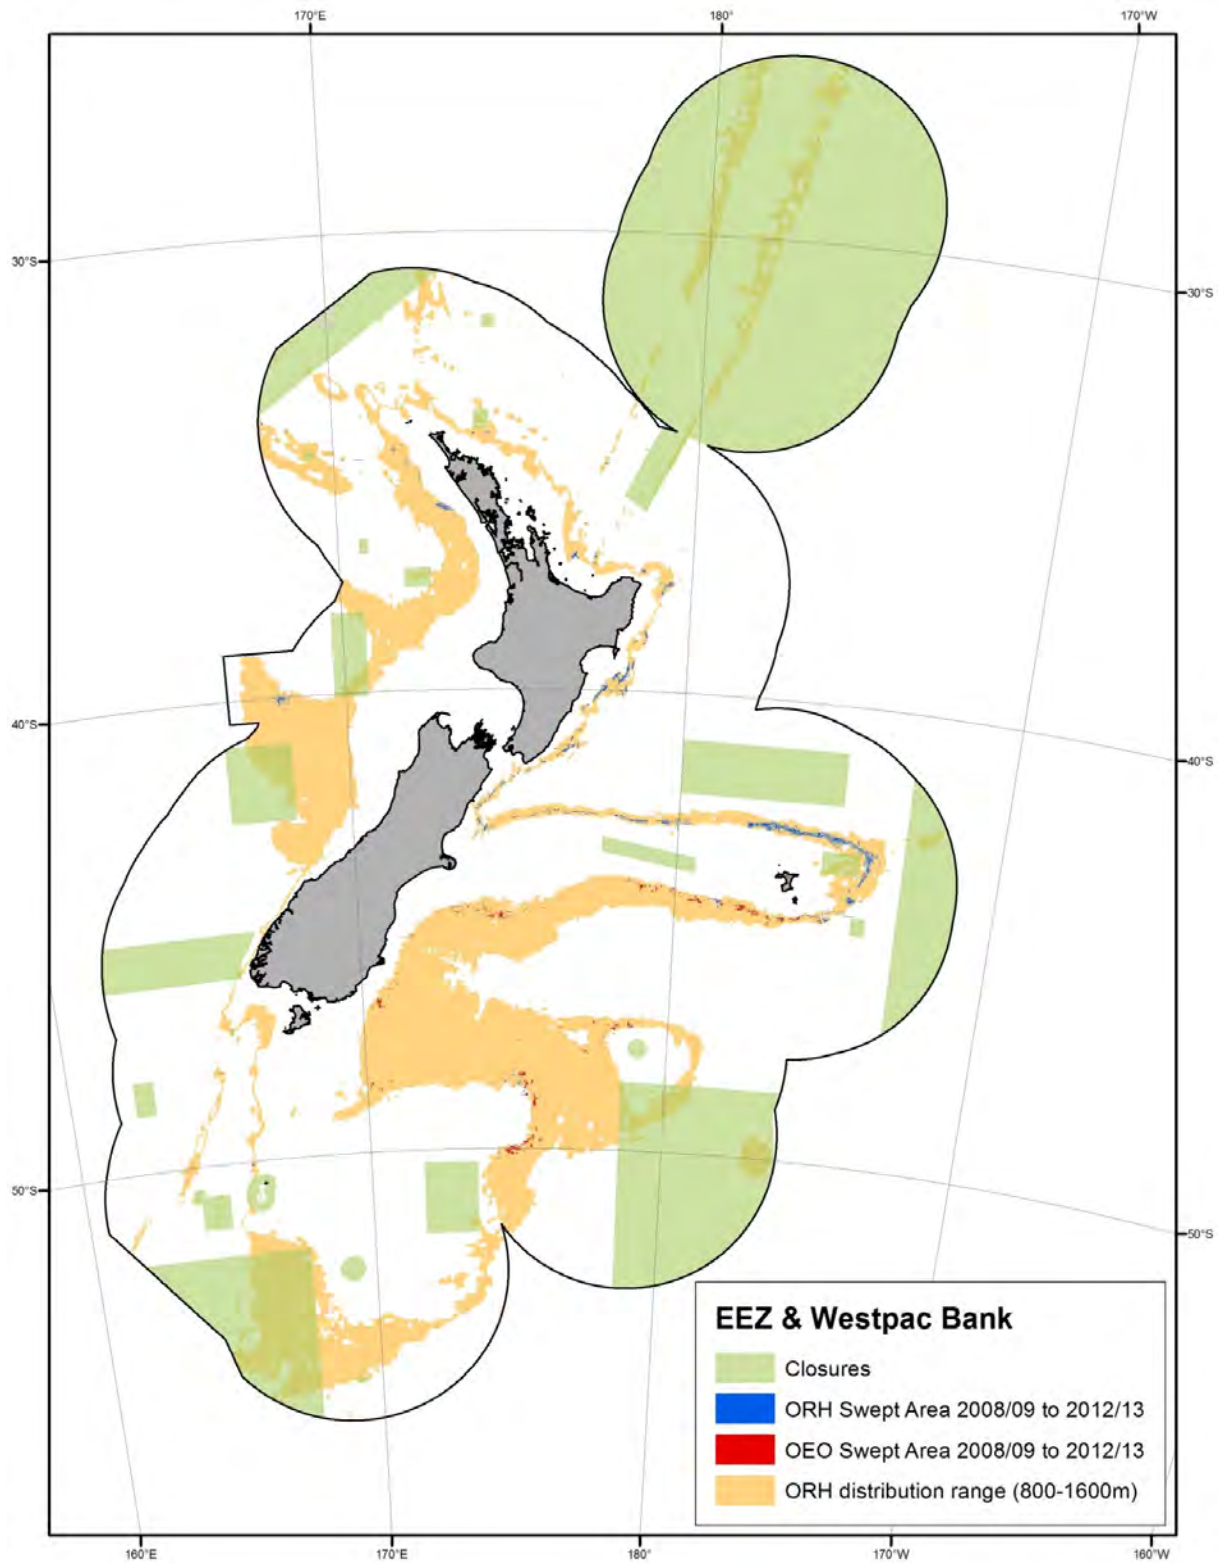 170°E 180° 170°W
30°S
30°S
40°S
40°S
50°S
50°S
EEZ & Westpac Bank
Closures
ORH Swept Area 2008/09 to 2012/13
OEO Swept Area 2008/09 to 2012/13
ORH distribution range (800-1600m)
160°E 170°E 180° 170°W 160°W